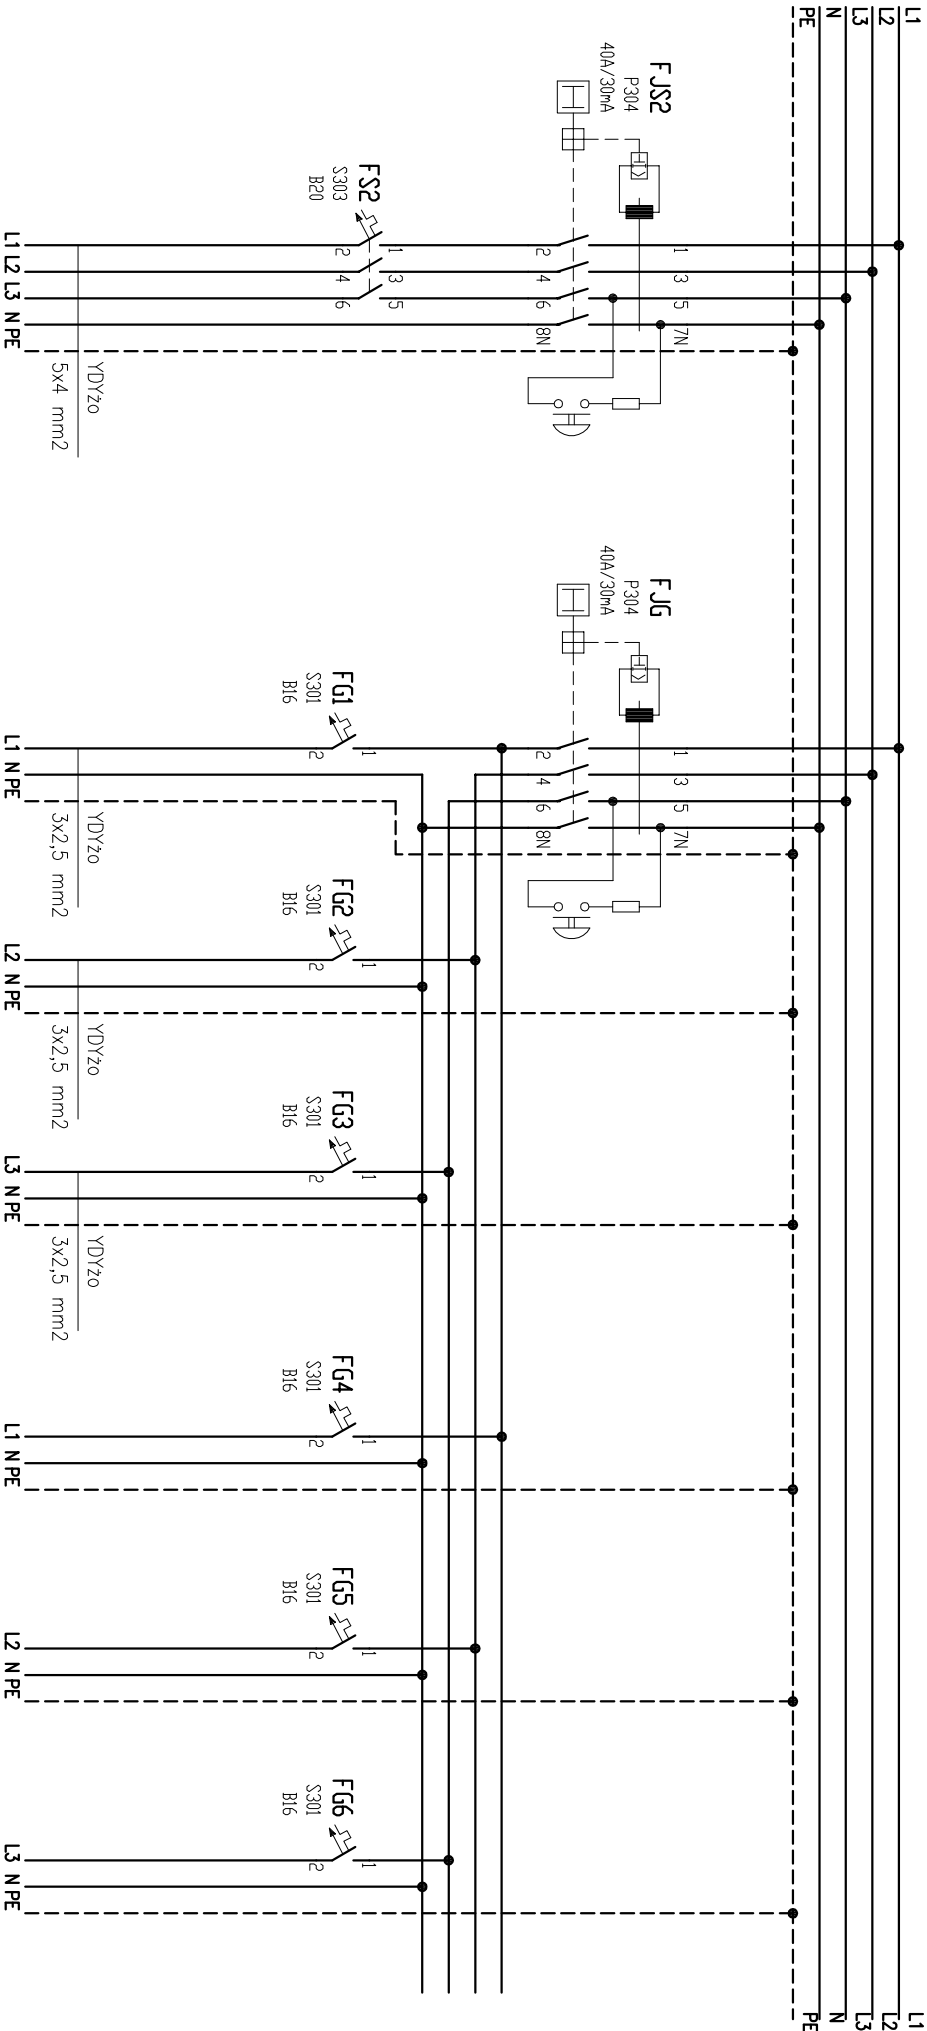 L1
L2
L3
N
PE
L1
L2
L3
N
PE
FJS2
P304
40A/30mA
1
3
5
7N
2
4
6
8N
FS2
S303
B20
1
3
5
2
4
6
YDYżo
5x4 mm2
L1 L2 L3 N PE
FJG
P304
40A/30mA
1
3
5
7N
2
4
6
8N
FG1
S301
B16
1
2
YDYżo
3x2,5 mm2
L1 N PE
FG2
S301
B16
1
2
YDYżo
3x2,5 mm2
L2 N PE
FG3
S301
B16
1
2
YDYżo
3x2,5 mm2
L3 N PE
FG4
S301
B16
1
2
L1 N PE
FG5
S301
B16
1
2
L2 N PE
FG6
S301
B16
1
2
L3 N PE